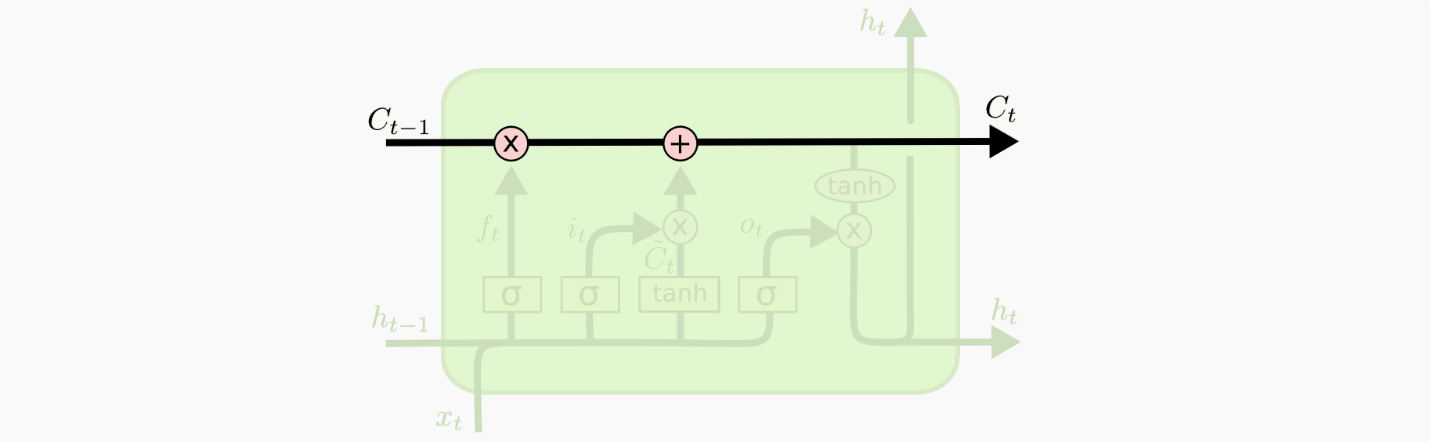 h_t
C_{t-1}
C_t
x
+
tanh
f_t
i_t
x
o_t
x
C̃_t
σ
σ
tanh
σ
h_{t-1}
h_t
x_t